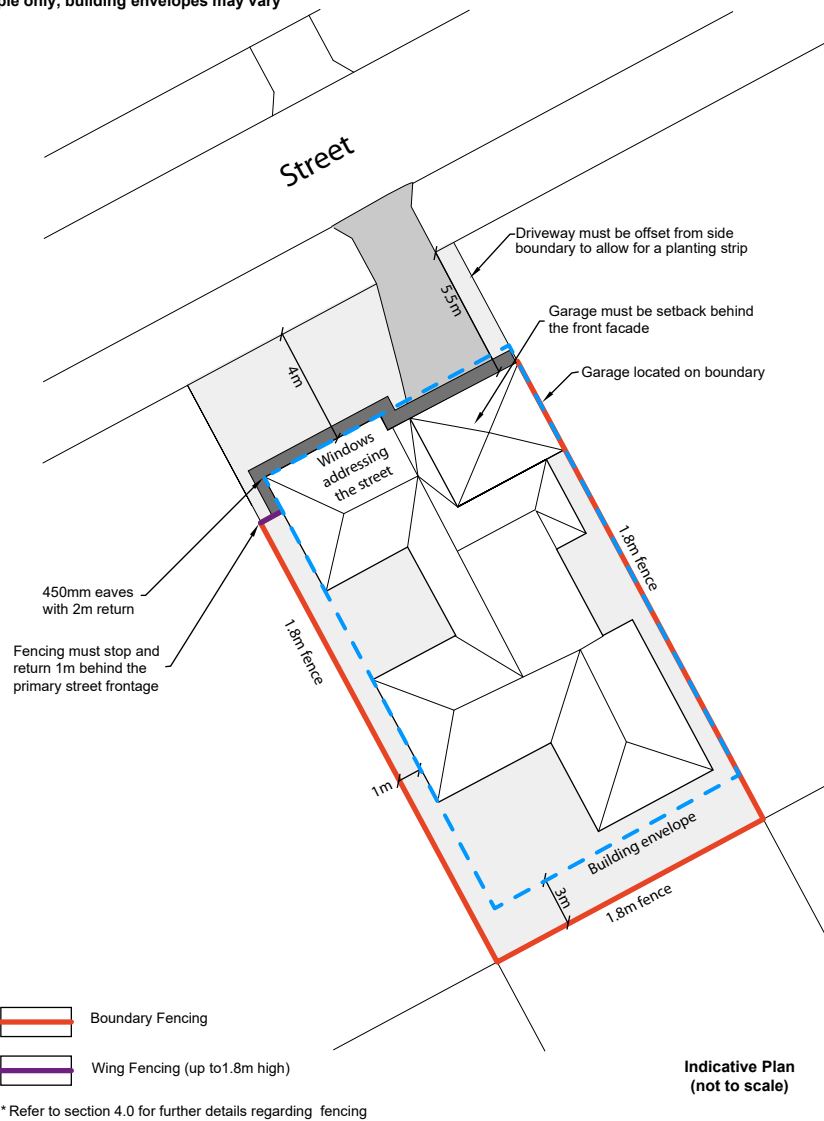 only, building envelopes may vary
Street
Driveway must be offset from side
boundary to allow for a planting strip
5.5m
Garage must be setback behind
the front facade
4m
Garage located on boundary
Windows
addressing
the street
1.8m fence
450mm eaves
with 2m return
Fencing must stop and
return 1m behind the
primary street frontage
1.8m fence
1m
Building envelope
3m
1.8m fence
Boundary Fencing
Wing Fencing (up to1.8m high)
Indicative Plan
(not to scale)
* Refer to section 4.0 for further details regarding fencing